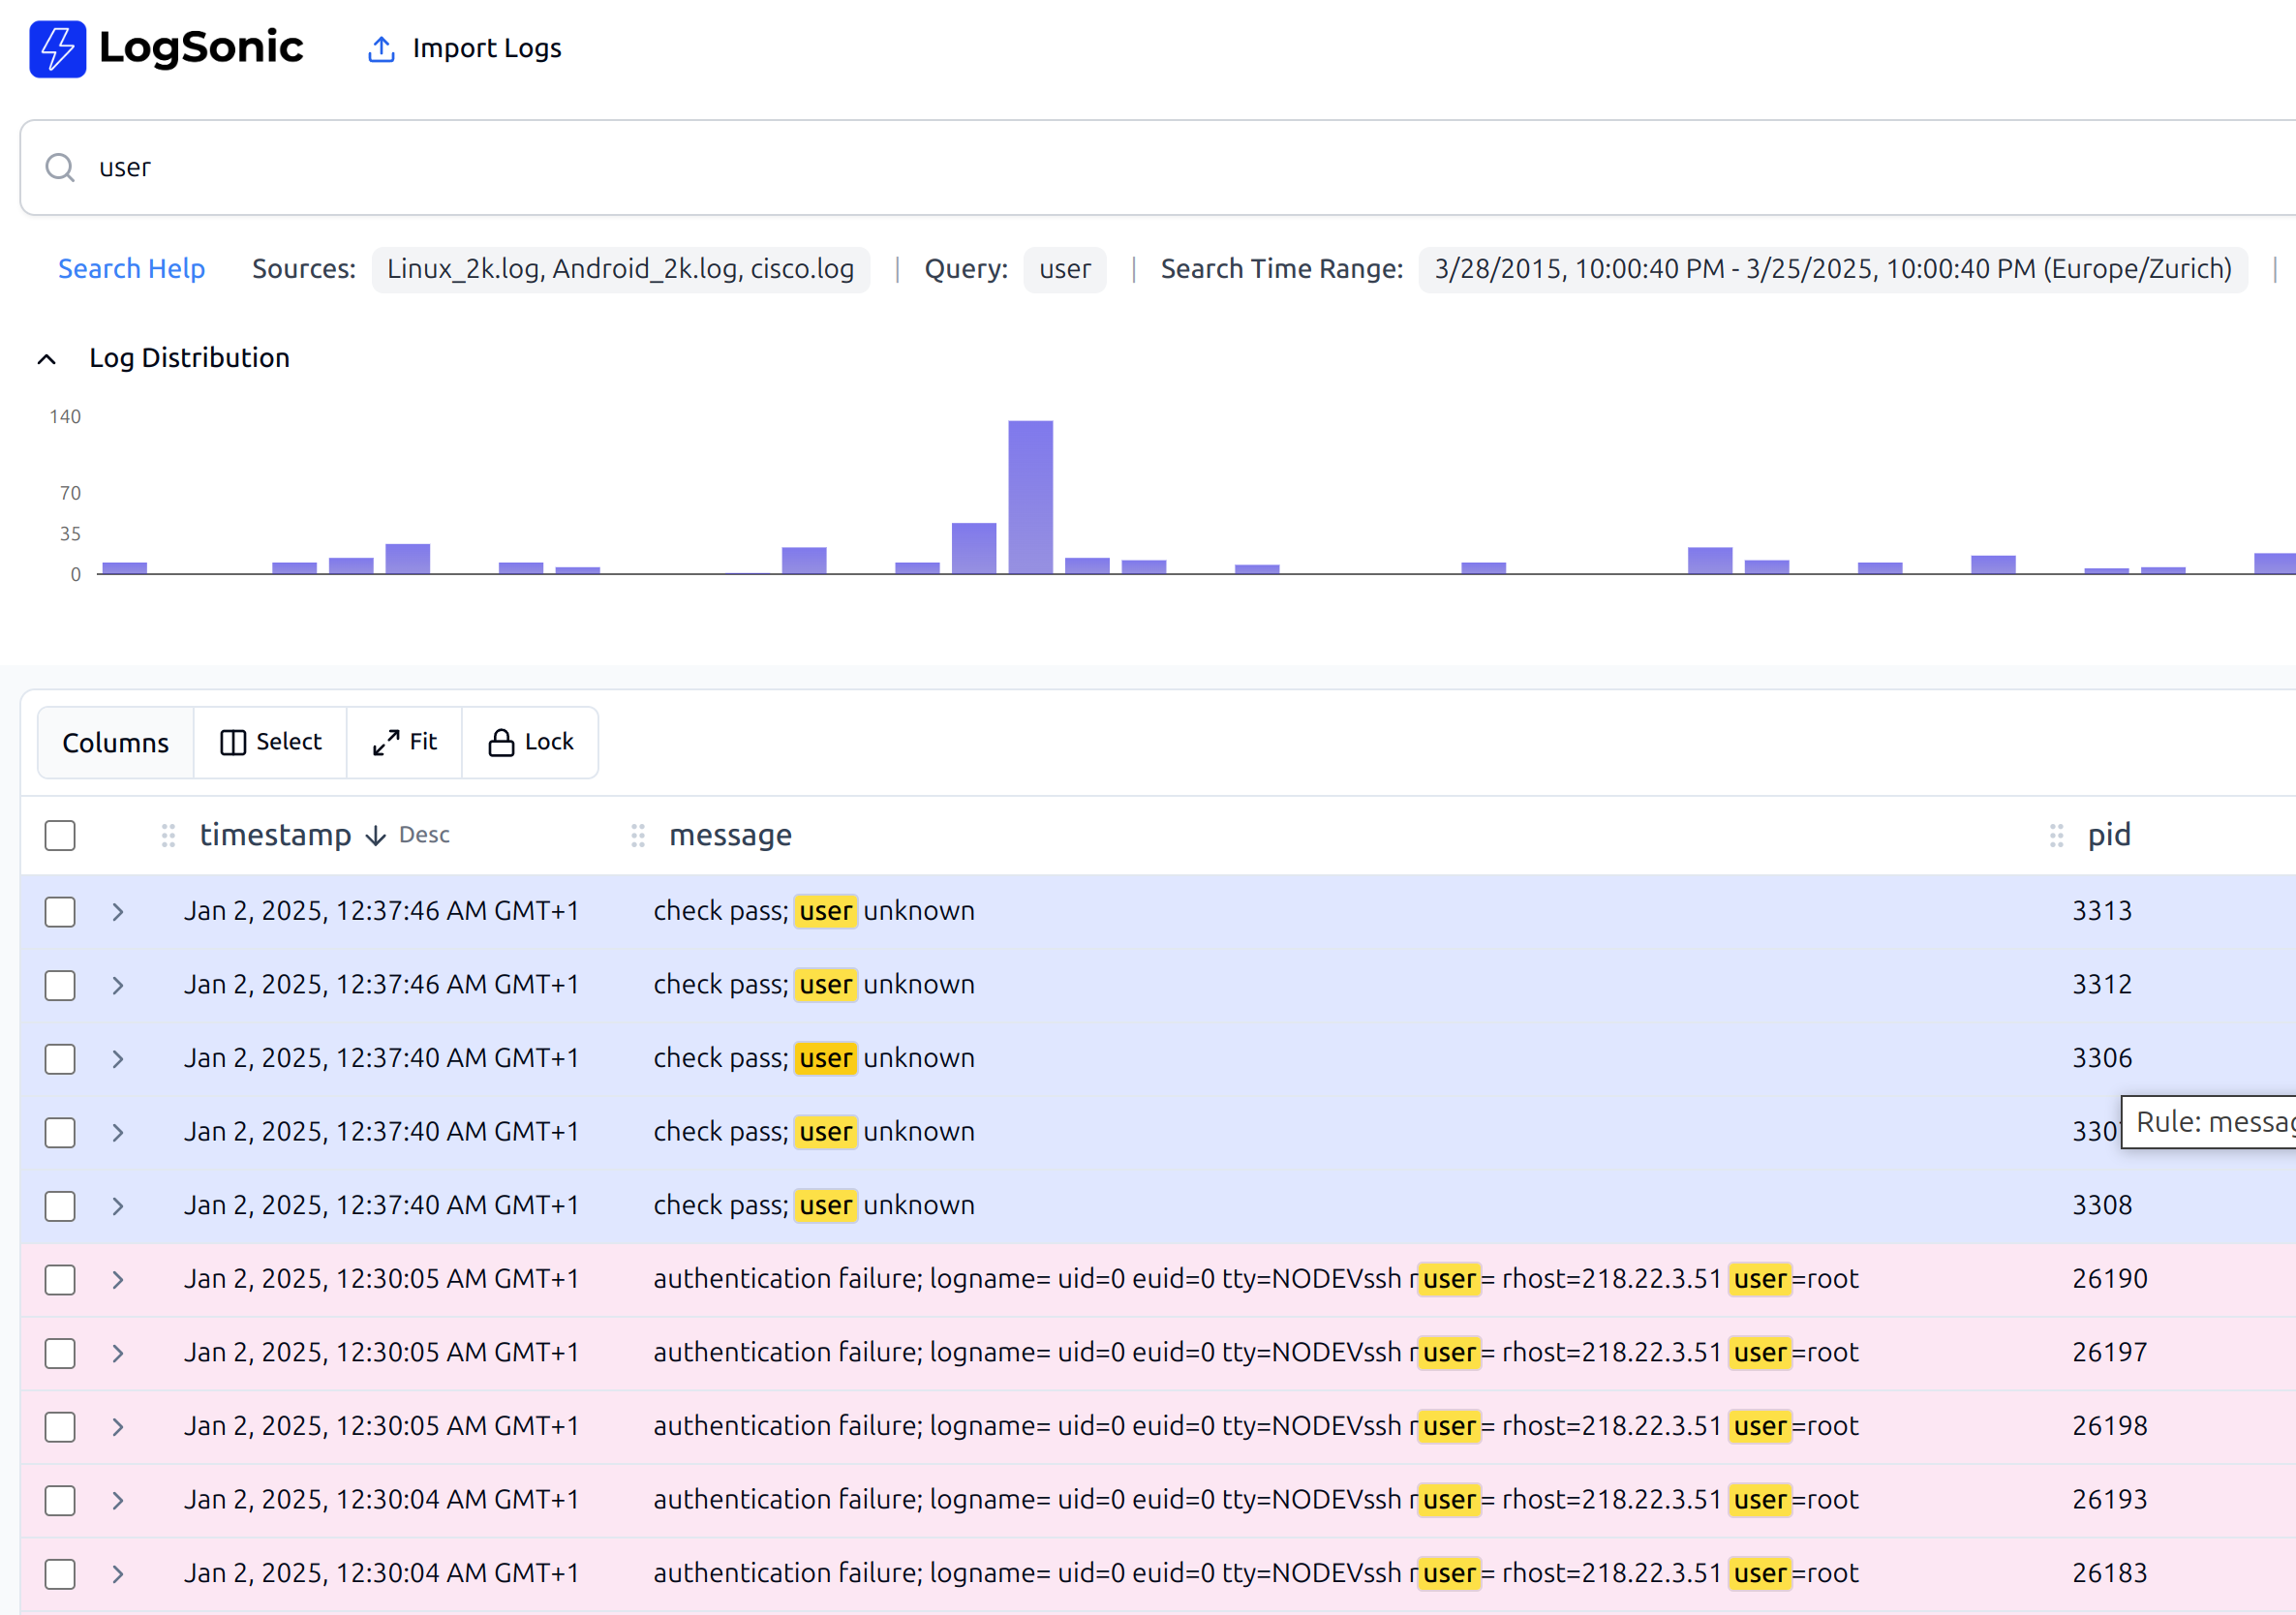 LogSonic Import Logs
user
Search Help Sources: Linux_2k.log, Android_2k.log, cisco.log | Query: user | Search Time Range: 3/28/2015, 10:00:40 PM - 3/25/2025, 10:00:40 PM (Europe/Zurich) |
Log Distribution
140
70
35
0
Columns Select Fit Lock
timestamp Desc message pid
Jan 2, 2025, 12:37:46 AM GMT+1 check pass; user unknown 3313
Jan 2, 2025, 12:37:46 AM GMT+1 check pass; user unknown 3312
Jan 2, 2025, 12:37:40 AM GMT+1 check pass; user unknown 3306
Jan 2, 2025, 12:37:40 AM GMT+1 check pass; user unknown
Rule:
Jan 2, 2025, 12:37:40 AM GMT+1 check pass; user unknown 3308
Jan 2, 2025, 12:30:05 AM GMT+1 authentication failure; logname= uid=0 euid=0 tty=NODEVssh ruser= rhost=218.22.3.51 user=root 26190
Jan 2, 2025, 12:30:05 AM GMT+1 authentication failure; logname= uid=0 euid=0 tty=NODEVssh ruser= rhost=218.22.3.51 user=root 26197
Jan 2, 2025, 12:30:05 AM GMT+1 authentication failure; logname= uid=0 euid=0 tty=NODEVssh ruser= rhost=218.22.3.51 user=root 26198
Jan 2, 2025, 12:30:04 AM GMT+1 authentication failure; logname= uid=0 euid=0 tty=NODEVssh ruser= rhost=218.22.3.51 user=root 26193
Jan 2, 2025, 12:30:04 AM GMT+1 authentication failure; logname= uid=0 euid=0 tty=NODEVssh ruser= rhost=218.22.3.51 user=root 26183